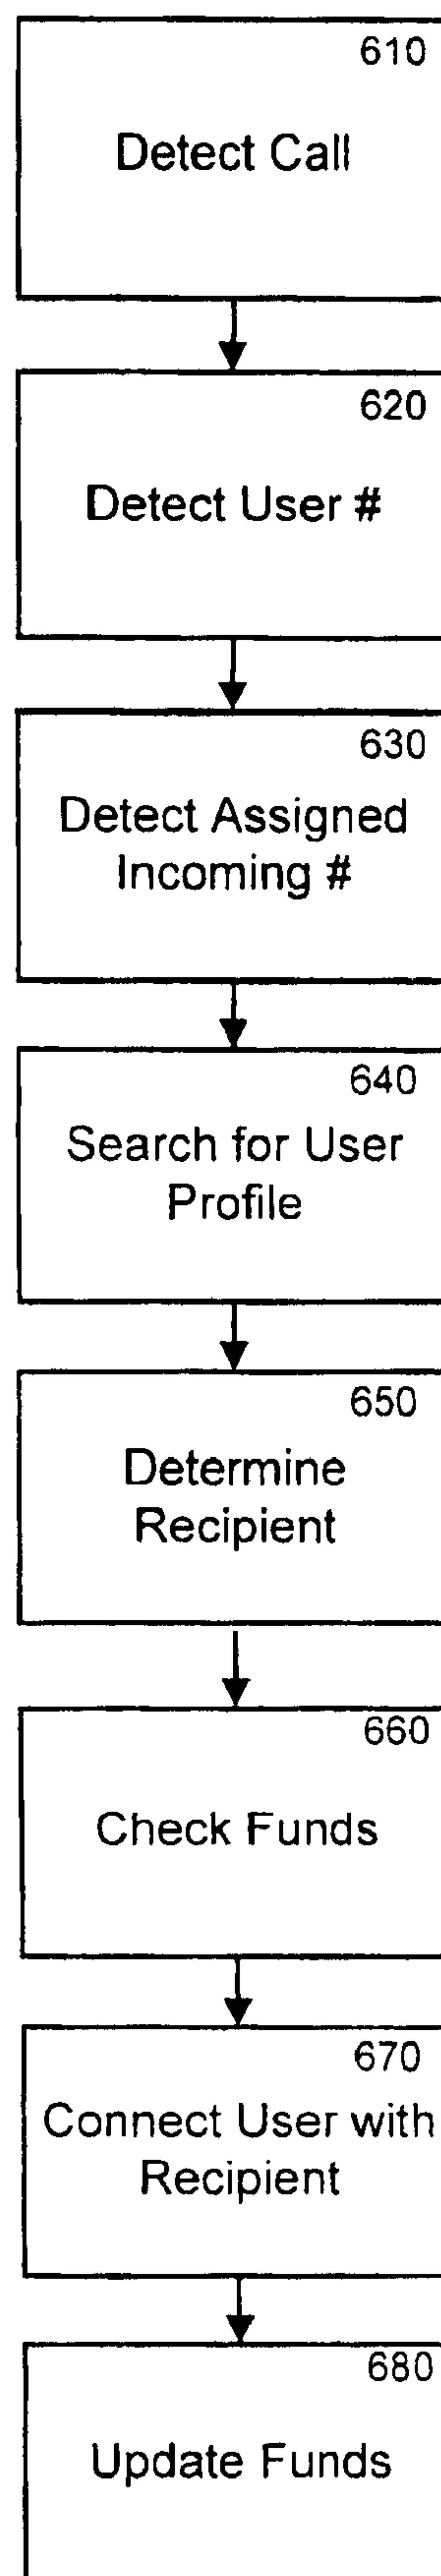 610
Detect Call
620
Detect User #
630
Detect Assigned
Incoming #
640
Search for User
Profile
650
Determine
Recipient
660
Check Funds
670
Connect User with
Recipient
680
Update Funds